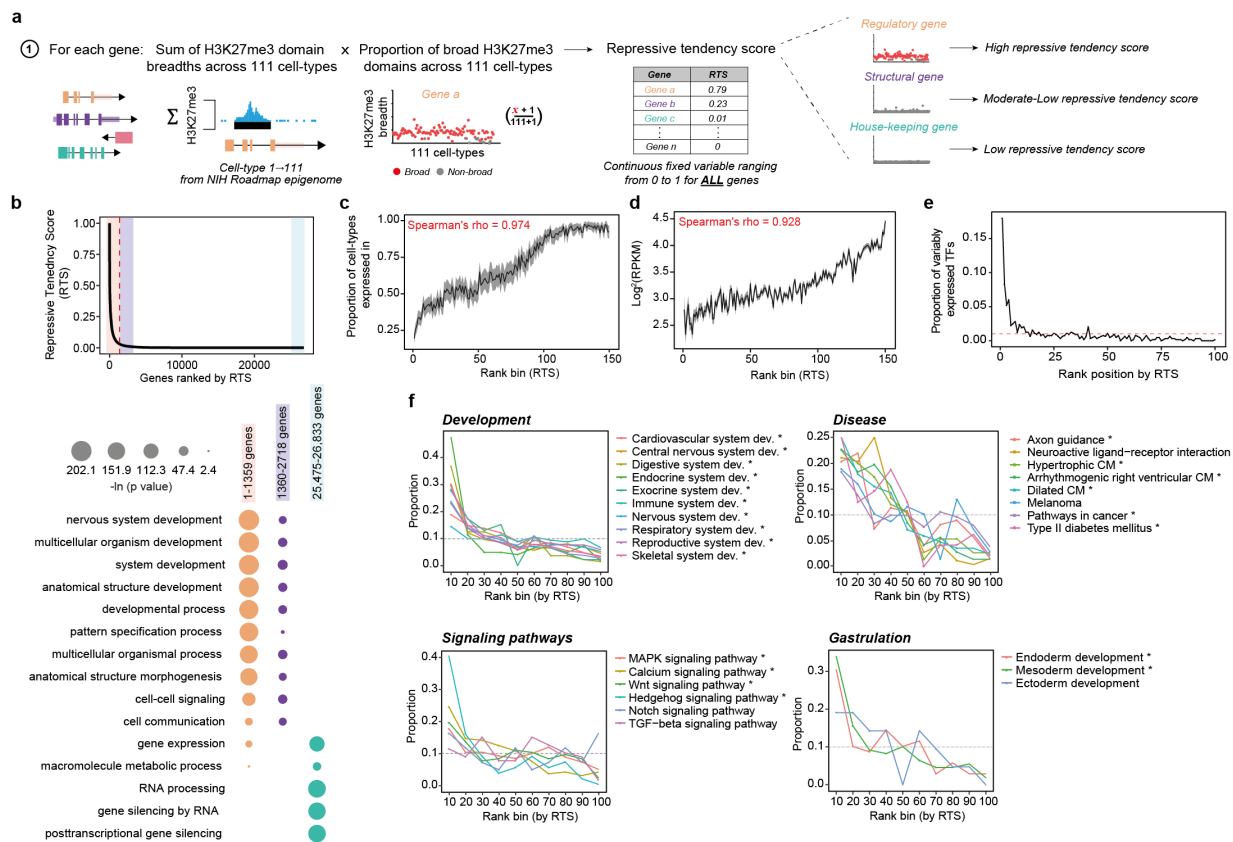 a
1 For each gene: Sum of H3K27me3 domain x Proportion of broad H3K27me3
breadths across 111 cell-types domains across 111 cell-types
Repressive tendency score
Σ
H3K27me3
Cell-type 1→111
from NIH Roadmap epigenome
H3K27me3
breadth
Gene a
111 cell-types
Broad Non-broad
(x + 1
111+1)
Gene RTS
Gene a 0.79
Gene b 0.23
Gene c 0.01
⋮ ⋮
Gene n 0
Continuous fixed variable ranging
from 0 to 1 for ALL genes
Regulatory gene
High repressive tendency score
Structural gene
Moderate-Low repressive tendency score
House-keeping gene
Low repressive tendency score
b
Repressive Tenedncy Score
(RTS)
1.00
0.75
0.50
0.25
0.00
0 10000 20000
Genes ranked by RTS
202.1 151.9 112.3 47.4 2.4
-ln (p value)
1-1359 genes
1360-2718 genes
25,475-26,833 genes
nervous system development
multicellular organism development
system development
anatomical structure development
developmental process
pattern specification process
multicellular organismal process
anatomical structure morphogenesis
cell-cell signaling
cell communication
gene expression
macromolecule metabolic process
RNA processing
gene silencing by RNA
posttranscriptional gene silencing
c
Spearman's rho = 0.974
Proportion of cell-types
expressed in
1.00
0.75
0.50
0.25
0 50 100 150
Rank bin (RTS)
d
Spearman's rho = 0.928
Log²(RPKM)
4.5
4.0
3.5
3.0
2.5
0 50 100 150
Rank bin (RTS)
e
Proportion of variably
expressed TFs
0.15
0.10
0.05
0.00
0 25 50 75 100
Rank position by RTS
f
Development
Proportion
0.4
0.3
0.2
0.1
0.0
10 20 30 40 50 60 70 80 90 100
Rank bin (by RTS)
Cardiovascular system dev. *
Central nervous system dev. *
Digestive system dev. *
Endocrine system dev. *
Exocrine system dev. *
Immune system dev. *
Nervous system dev. *
Respiratory system dev. *
Reproductive system dev. *
Skeletal system dev. *
Disease
Proportion
0.25
0.20
0.15
0.10
0.05
0.00
10 20 30 40 50 60 70 80 90 100
Rank bin (by RTS)
Axon guidance *
Neuroactive ligand−receptor interaction
Hypertrophic CM *
Arrhythmogenic right ventricular CM *
Dilated CM *
Melanoma
Pathways in cancer *
Type II diabetes mellitus *
Signaling pathways
Proportion
0.4
0.3
0.2
0.1
0.0
10 20 30 40 50 60 70 80 90 100
Rank bin (by RTS)
MAPK signaling pathway *
Calcium signaling pathway *
Wnt signaling pathway *
Hedgehog signaling pathway *
Notch signaling pathway
TGF−beta signaling pathway
Gastrulation
Proportion
0.3
0.2
0.1
0.0
10 20 30 40 50 60 70 80 90 100
Rank bin (by RTS)
Endoderm development *
Mesoderm development *
Ectoderm development